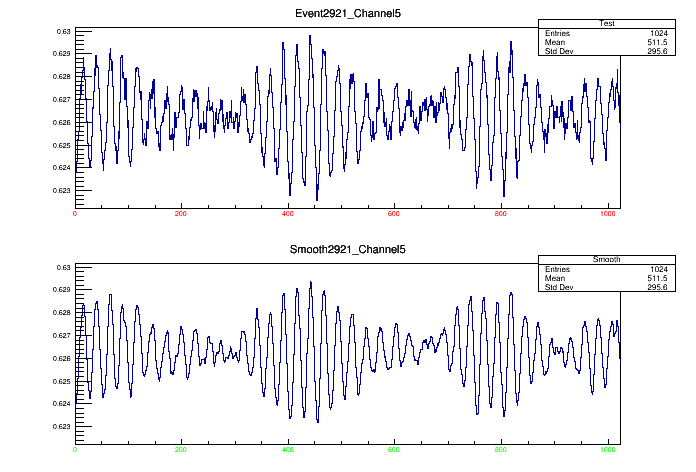 Event2921_Channel5
Test
Entries 1024
Mean 511.5
Std Dev 295.6
0.63
0.629
0.628
0.627
0.626
0.625
0.624
0.623
0 200 400 600 800 1000
Smooth2921_Channel5
Smooth
Entries 1024
Mean 511.5
Std Dev 295.6
0.63
0.629
0.628
0.627
0.626
0.625
0.624
0.623
0 200 400 600 800 1000